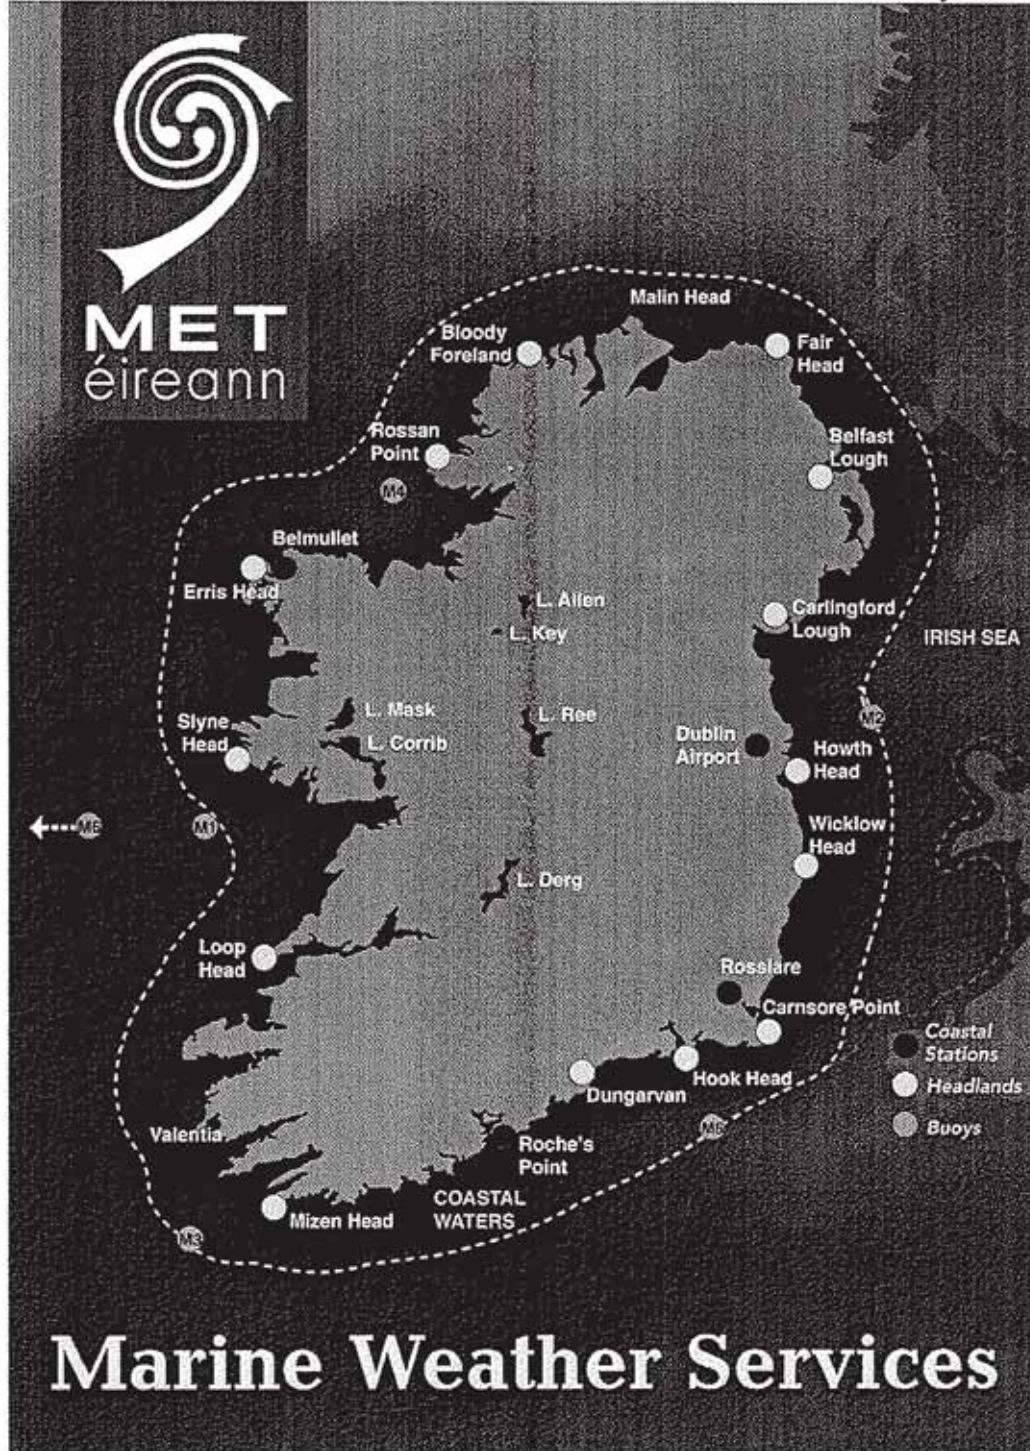 MET
éireann
Malin Head
Bloody
Foreland
Fair
Head
Rossan
Point
Belfast
Lough
M4
Belmullet
Erris Head
L. Allen
L. Key
Carlingford
Lough
IRISH SEA
L. Mask
L. Corrib
L. Ree
Slyne
Head
Dublin
Airport
M2
Howth
Head
M6
M1
Wicklow
Head
L. Derg
Loop
Head
Rosslare
Carnsore Point
Coastal
Stations
Hook Head
Headlands
Dungarvan
Buoys
Valentia
Roche's
Point
Mizen Head
COASTAL
WATERS
M3
Marine Weather Services